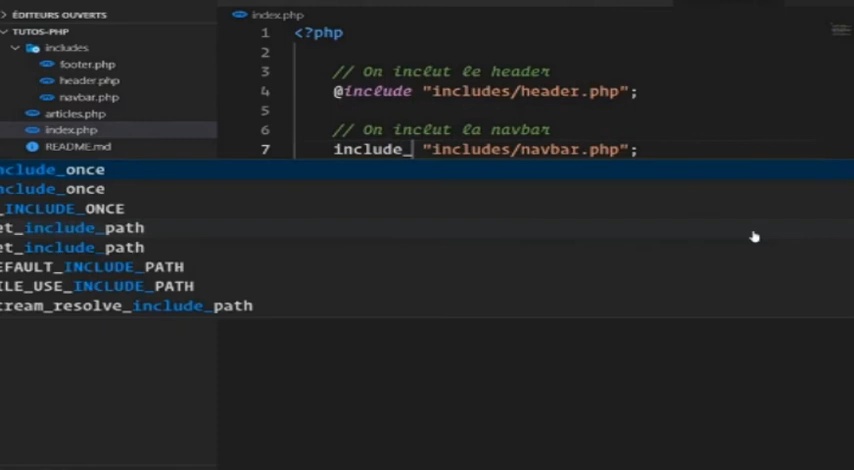 ÉDITEURS OUVERTS
TUTOS-PHP
includes
footer.php
header.php
navbar.php
articles.php
index.php
README.md
index.php
1 <?php
2
3 // On inclut le header
4 @include "includes/header.php";
5
6 // On inclut la navbar
7 include_ "includes/navbar.php";
nclude_once
nclude_once
_INCLUDE_ONCE
et_include_path
et_include_path
EFAULT_INCLUDE_PATH
ILE_USE_INCLUDE_PATH
tream_resolve_include_path